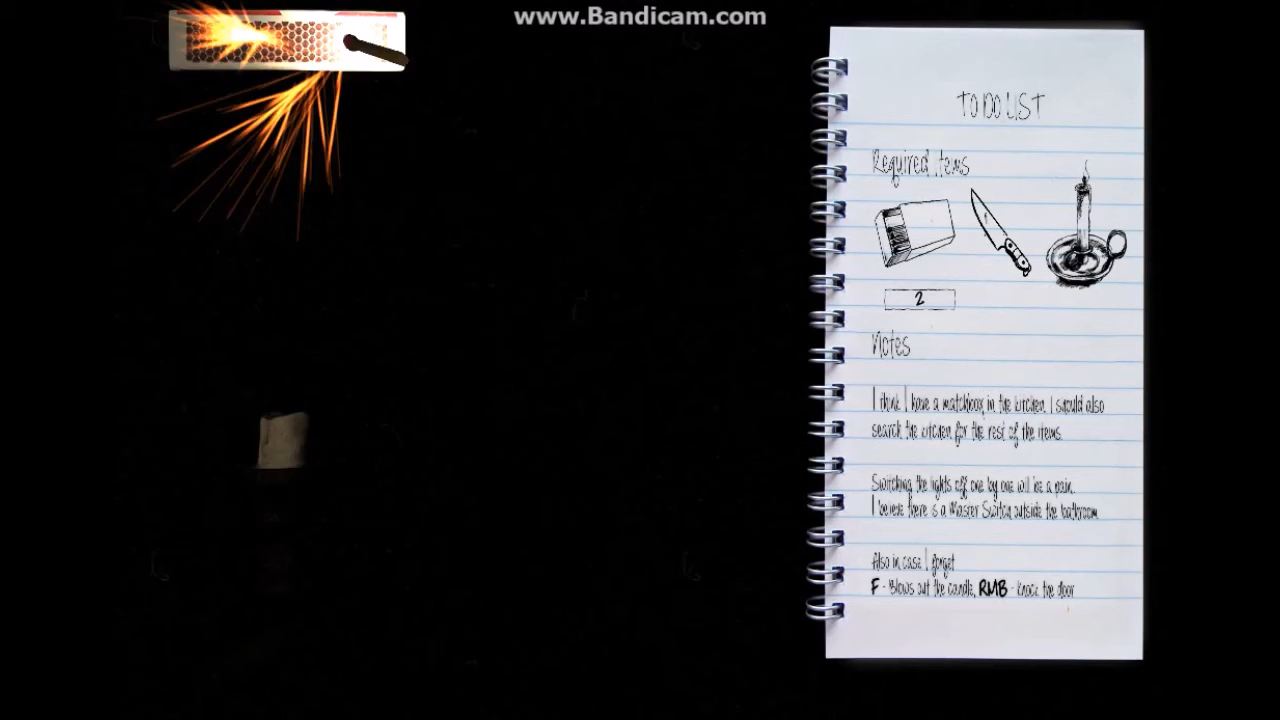 www.Bandicam.com
TO DO LIST
Required Items
2
Notes
I think I have a matchbox in the kitchen. I should also
search the kitchen for the rest of the items.
Switching the lights off one by one will be a pain.
I believe there is a Master Switch outside the bathroom.
Also in case I forget
F - Blows out the candle, RMB - Knock the door